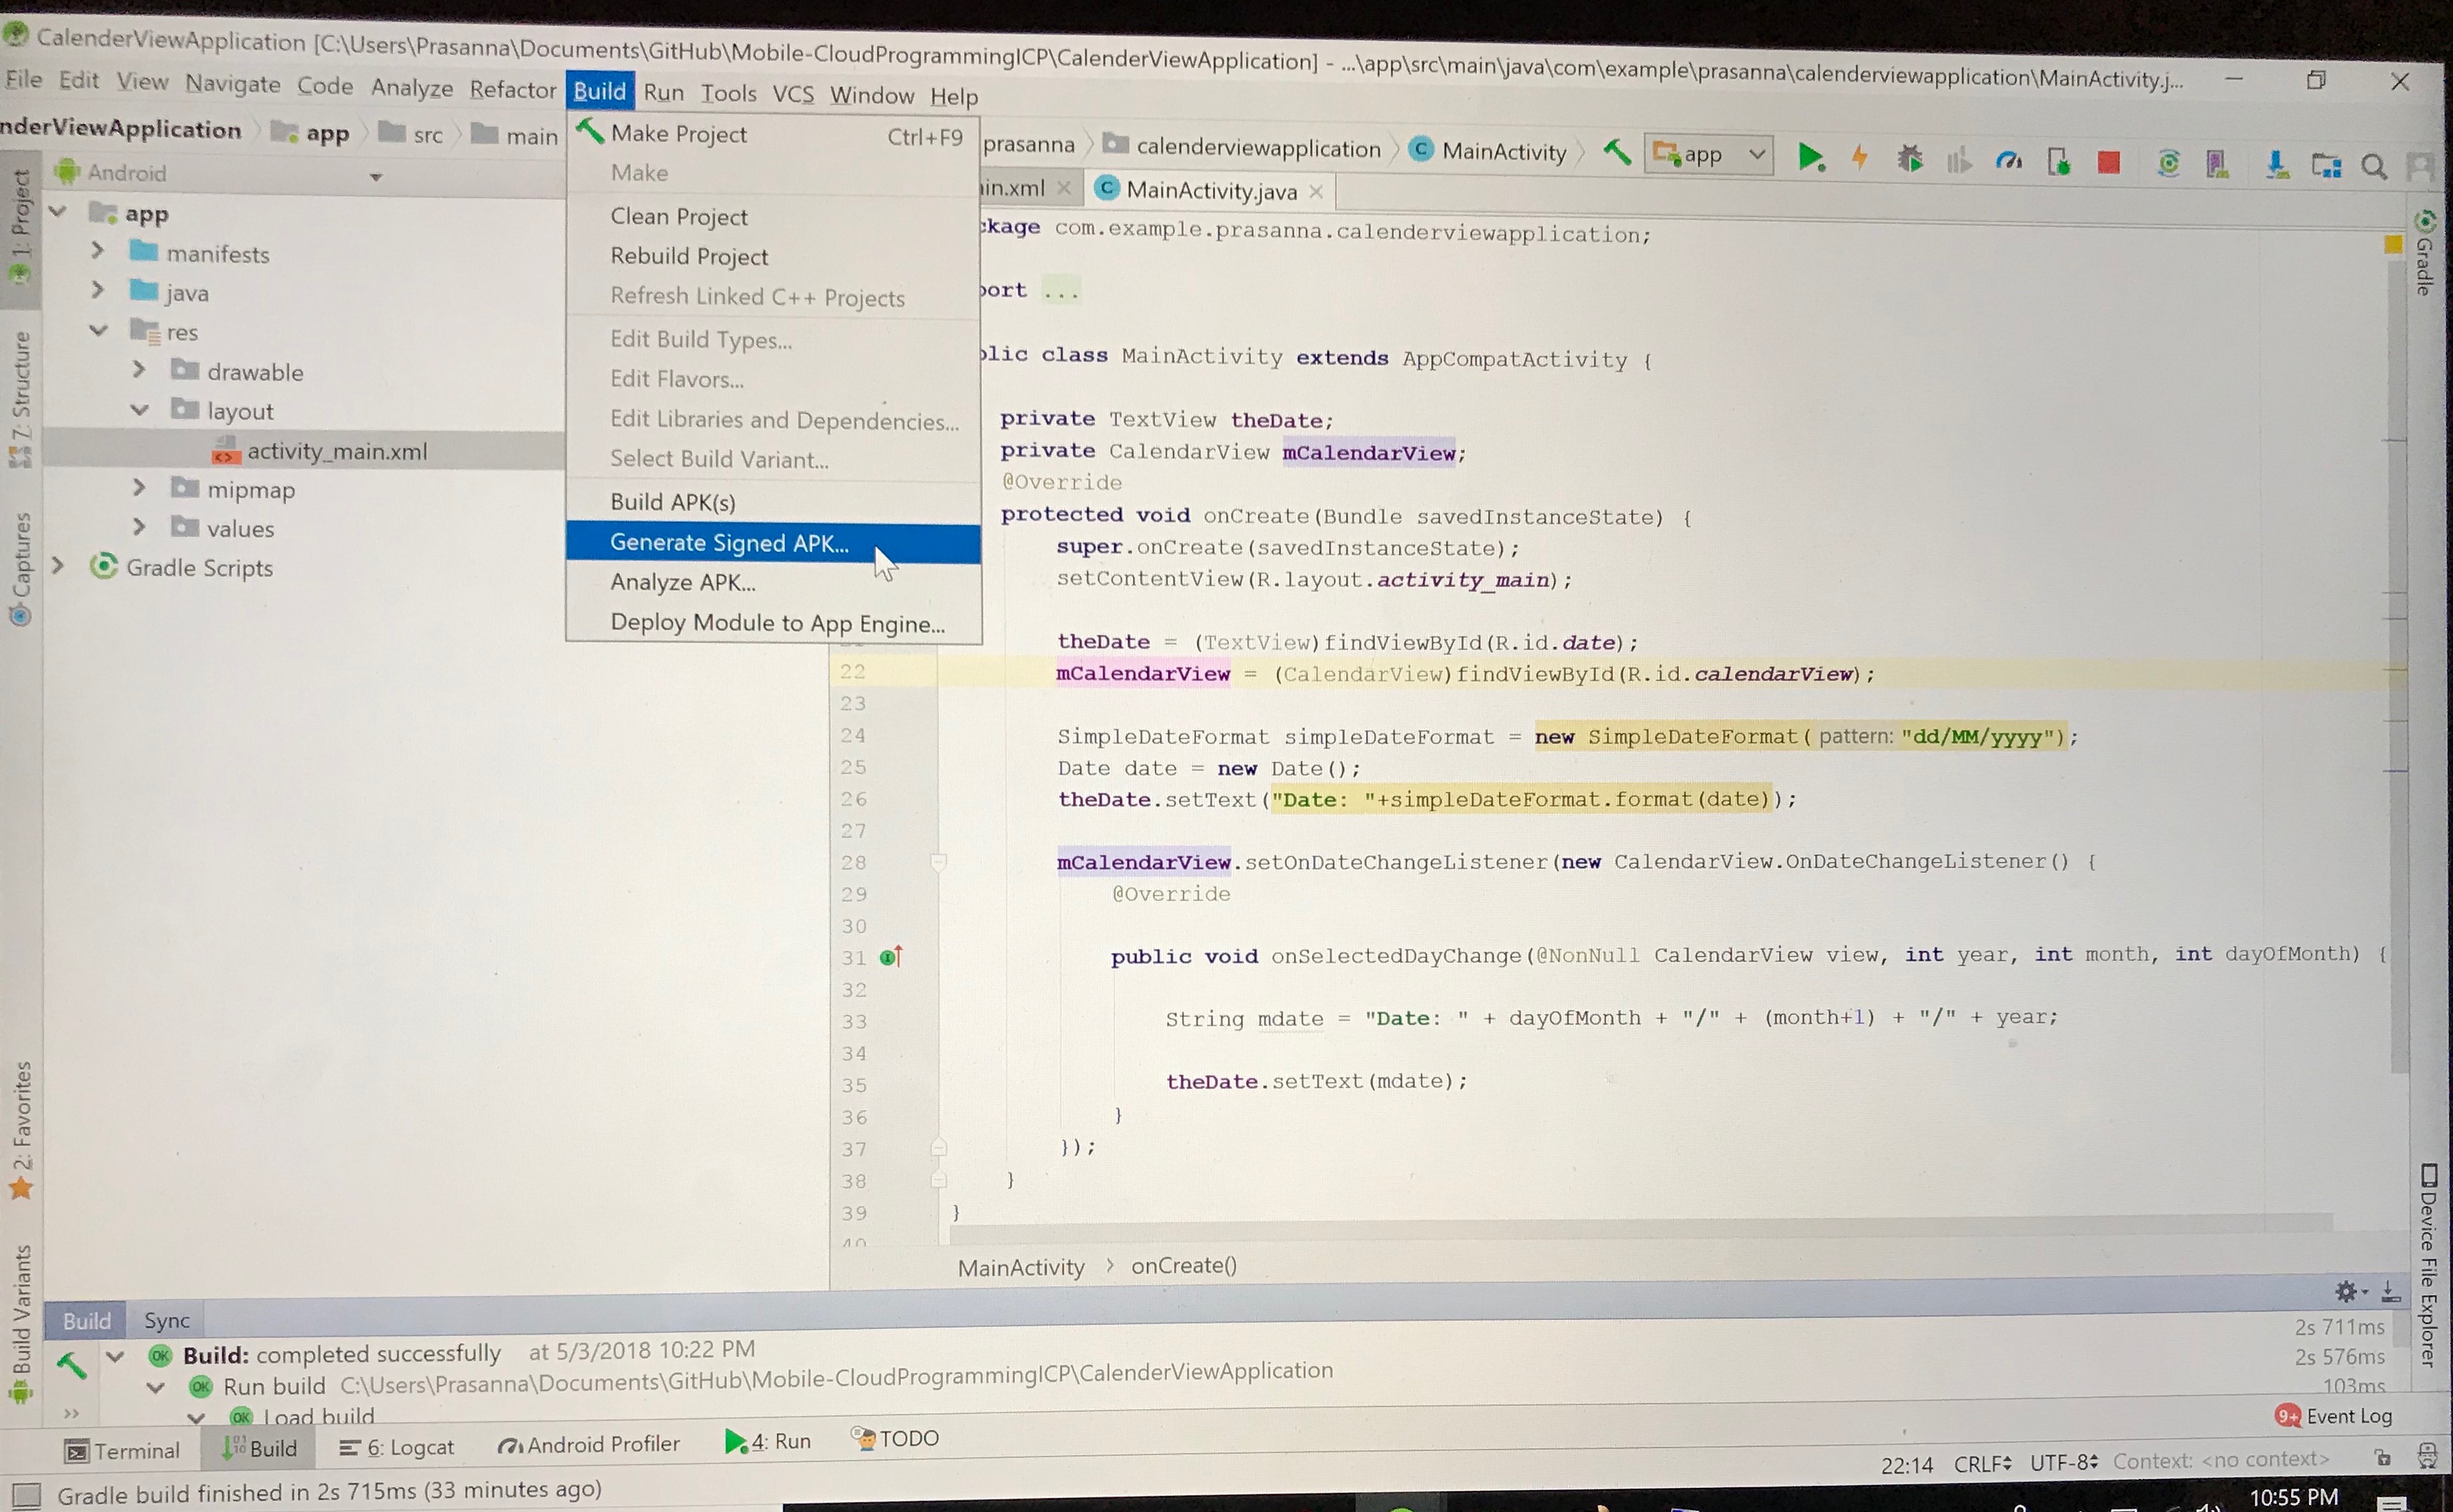 CalenderViewApplication [C:\Users\Prasanna\Documents\GitHub\Mobile-CloudProgrammingICP\CalenderViewApplication] - ...\app\src\main\java\com\example\prasanna\calenderviewapplication\MainActivity.j...
File Edit View Navigate Code Analyze Refactor Build Run Tools VCS Window Help
nderViewApplication app src main prasanna calenderviewapplication C MainActivity app
Android
in.xml C MainActivity.java
1: Project
7: Structure
Captures
2: Favorites
Build Variants
app
manifests
java
res
drawable
layout
activity_main.xml
mipmap
values
Gradle Scripts
Make Project Ctrl+F9
Make
Clean Project
Rebuild Project
Refresh Linked C++ Projects
Edit Build Types...
Edit Flavors...
Edit Libraries and Dependencies...
Select Build Variant...
Build APK(s)
Generate Signed APK...
Analyze APK...
Deploy Module to App Engine...
ckage com.example.prasanna.calenderviewapplication;
port ...
blic class MainActivity extends AppCompatActivity {
private TextView theDate;
private CalendarView mCalendarView;
@Override
protected void onCreate(Bundle savedInstanceState) {
super.onCreate(savedInstanceState);
setContentView(R.layout.activity_main);
theDate = (TextView)findViewById(R.id.date);
22 mCalendarView = (CalendarView)findViewById(R.id.calendarView);
23
24 SimpleDateFormat simpleDateFormat = new SimpleDateFormat( pattern: "dd/MM/yyyy");
25 Date date = new Date();
26 theDate.setText("Date: "+simpleDateFormat.format(date));
27
28 mCalendarView.setOnDateChangeListener(new CalendarView.OnDateChangeListener() {
29 @Override
30
31 public void onSelectedDayChange(@NonNull CalendarView view, int year, int month, int dayOfMonth) {
32
33 String mdate = "Date: " + dayOfMonth + "/" + (month+1) + "/" + year;
34
35 theDate.setText(mdate);
36 }
37 });
38 }
39 }
40
MainActivity > onCreate()
Gradle
Device File Explorer
Build Sync
OK Build: completed successfully at 5/3/2018 10:22 PM 2s 711ms
OK Run build C:\Users\Prasanna\Documents\GitHub\Mobile-CloudProgrammingICP\CalenderViewApplication 2s 576ms
OK Load build 103ms
9+ Event Log
Terminal Build 6: Logcat Android Profiler 4: Run TODO
22:14 CRLF UTF-8 Context: <no context>
Gradle build finished in 2s 715ms (33 minutes ago)
10:55 PM